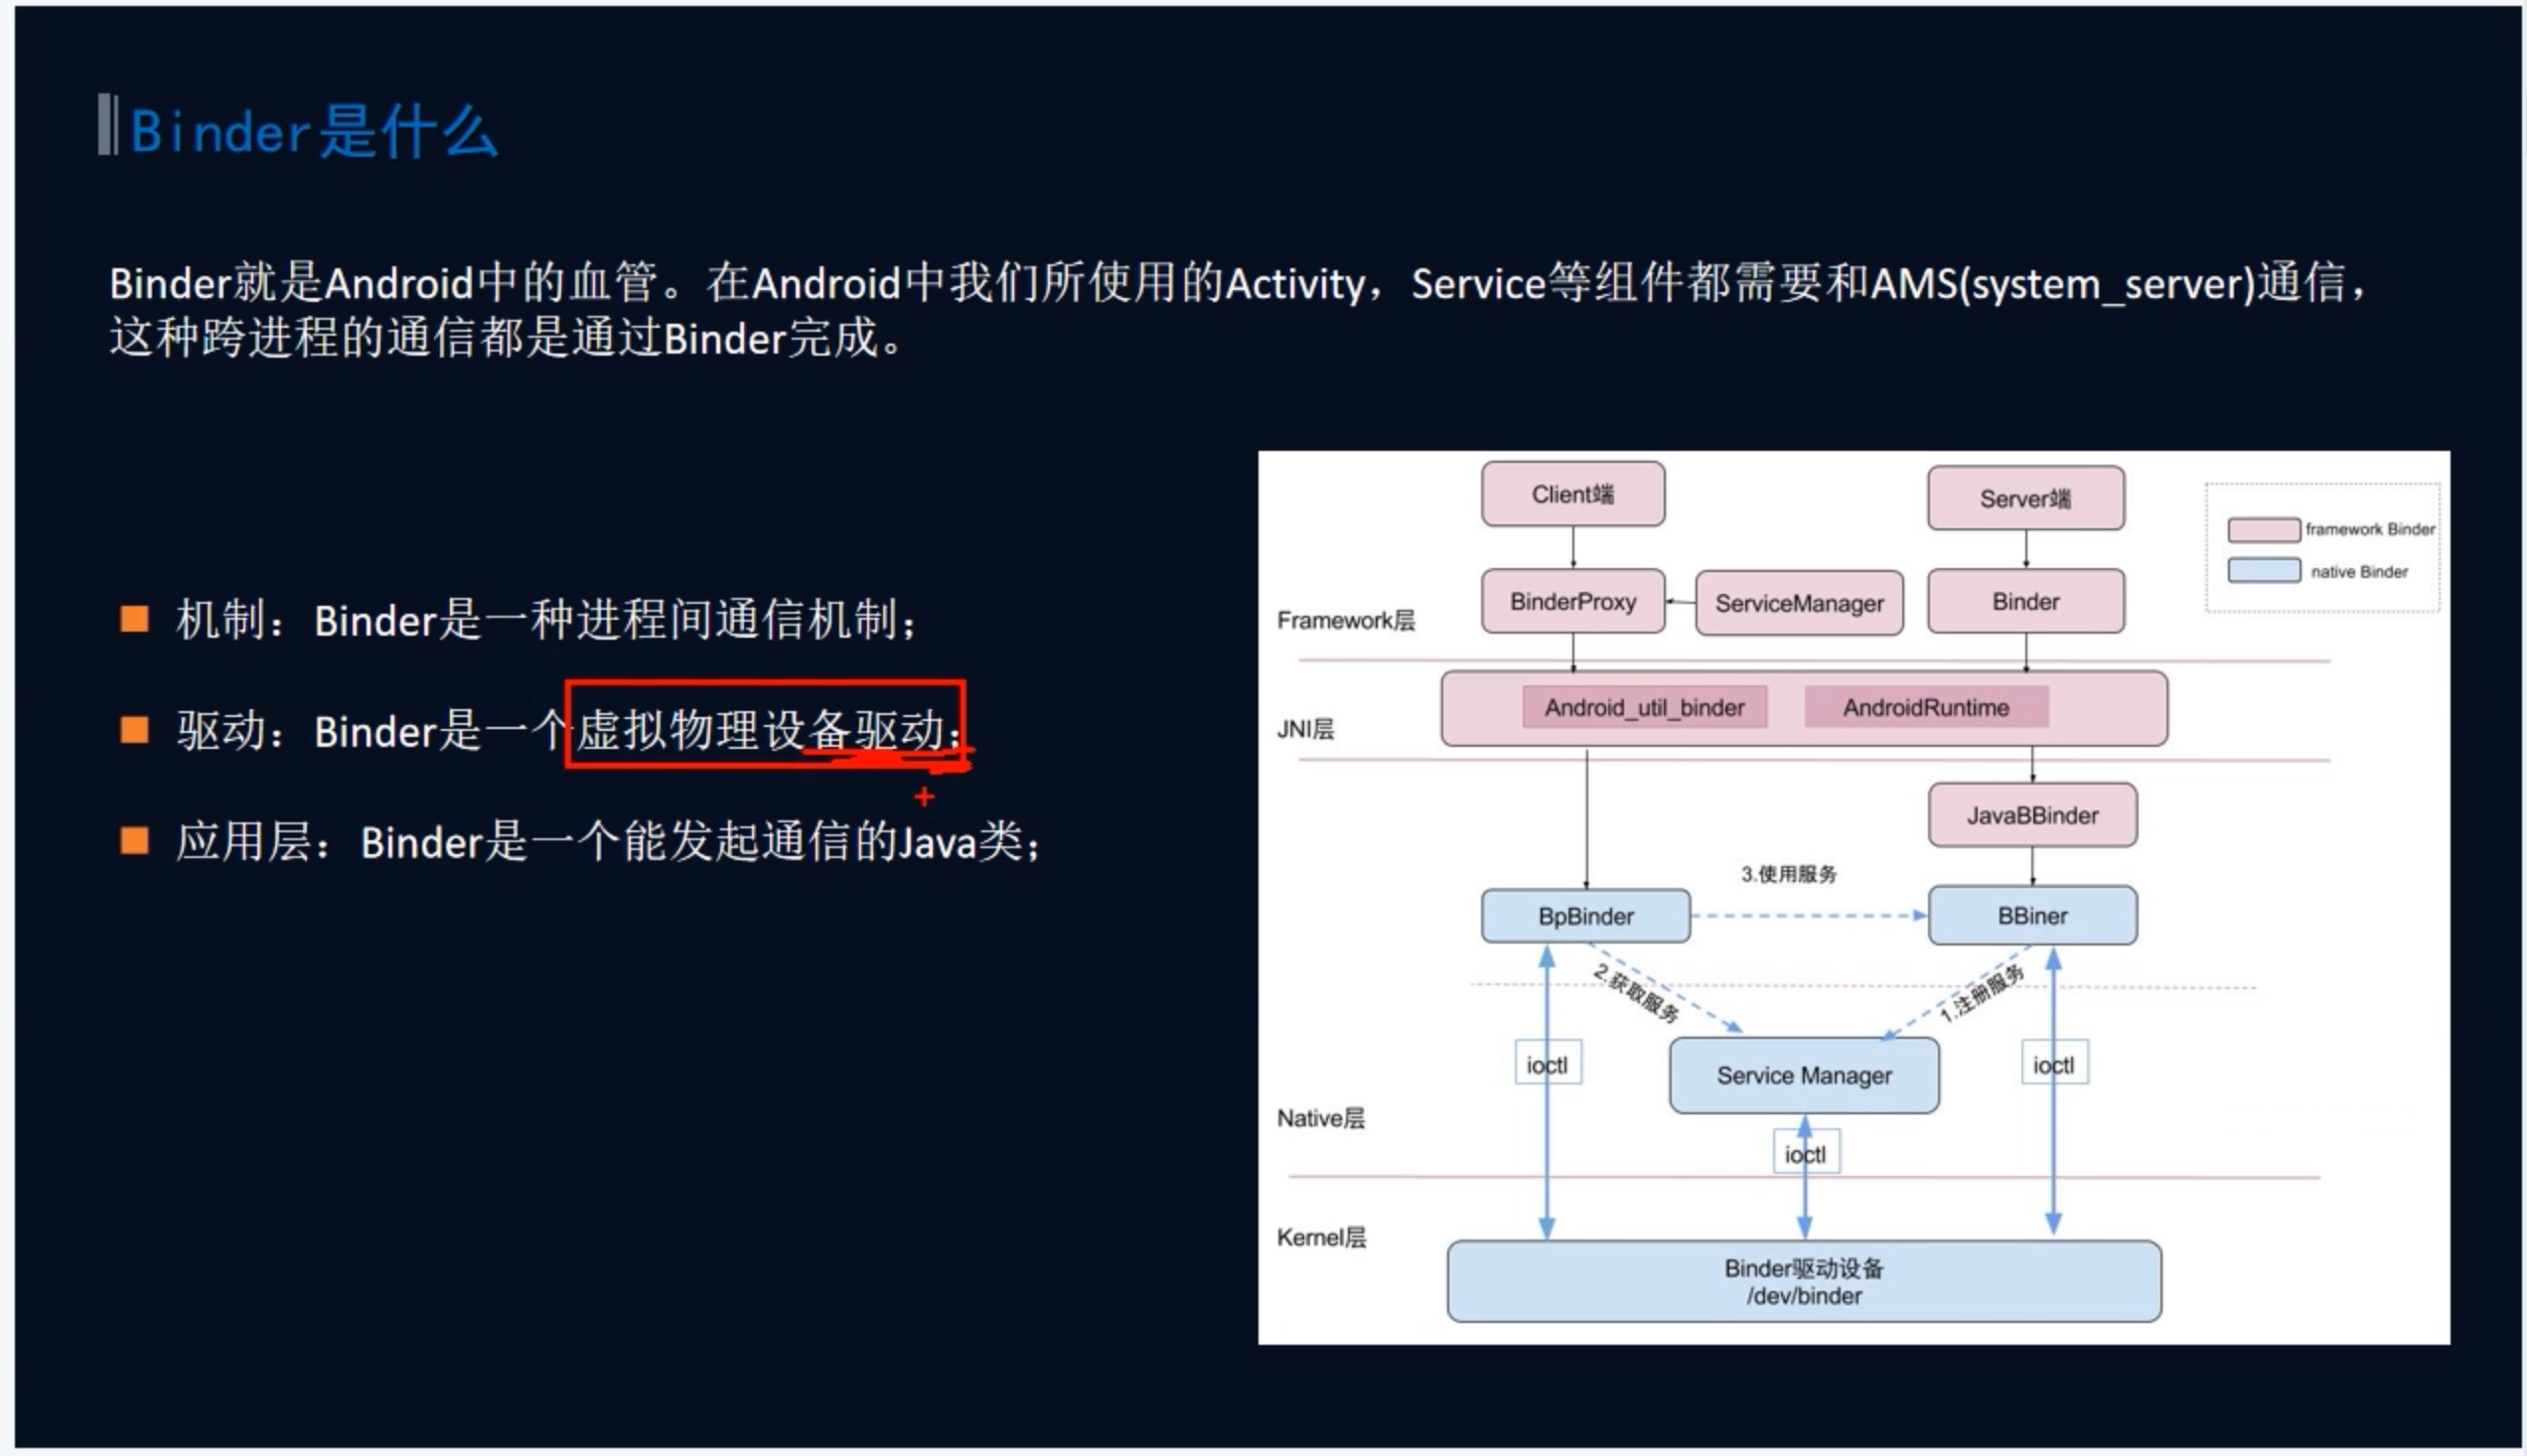 Binder是什么
Binder就是Android中的血管。在Android中我们所使用的Activity，Service等组件都需要和AMS(system_server)通信，
这种跨进程的通信都是通过Binder完成。
机制：Binder是一种进程间通信机制；
驱动：Binder是一个虚拟物理设备驱动；
应用层：Binder是一个能发起通信的Java类；
Client端
Server端
framework Binder
native Binder
BinderProxy
ServiceManager
Binder
Framework层
Android_util_binder
AndroidRuntime
JNI层
JavaBBinder
3.使用服务
BpBinder
BBiner
2.获取服务
1.注册服务
ioctl
ioctl
Service Manager
Native层
ioctl
Kernel层
Binder驱动设备
/dev/binder